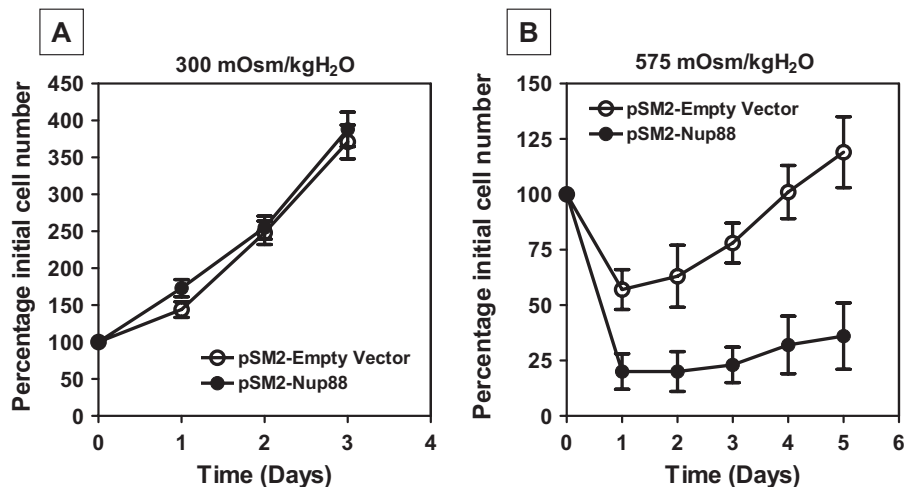 A
300 mOsm/kgH₂O
Percentage initial cell number
450
400
350
300
250
200
150
100
50
0
pSM2-Empty Vector
pSM2-Nup88
0 1 2 3 4
Time (Days)
B
575 mOsm/kgH₂O
Percentage initial cell number
150
125
100
75
50
25
0
pSM2-Empty Vector
pSM2-Nup88
0 1 2 3 4 5 6
Time (Days)